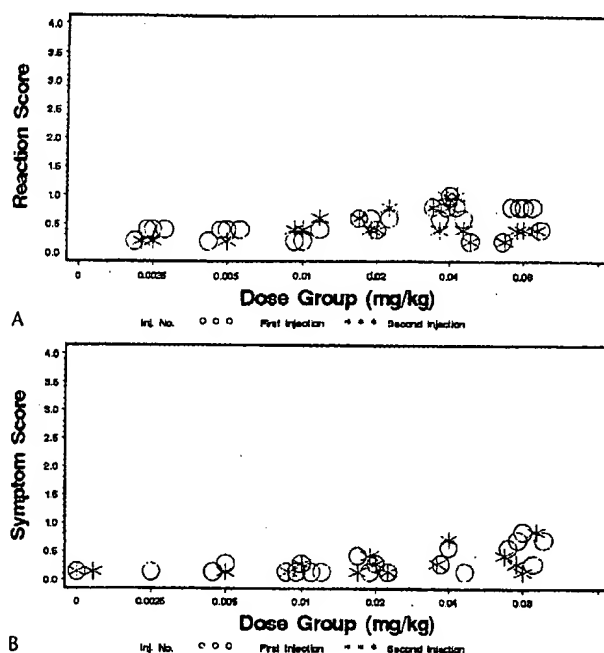 4.0
3.5
3.0
2.5
2.0
1.5
1.0
0.5
0.0
Reaction Score
0 0.0025 0.005 0.01 0.02 0.04 0.08
Dose Group (mg/kg)
A
Inj. No. First Injection Second Injection
4.0
3.5
3.0
2.5
2.0
1.5
1.0
0.5
0.0
Symptom Score
0 0.0025 0.005 0.01 0.02 0.04 0.08
Dose Group (mg/kg)
B
Inj. No. First Injection Second Injection